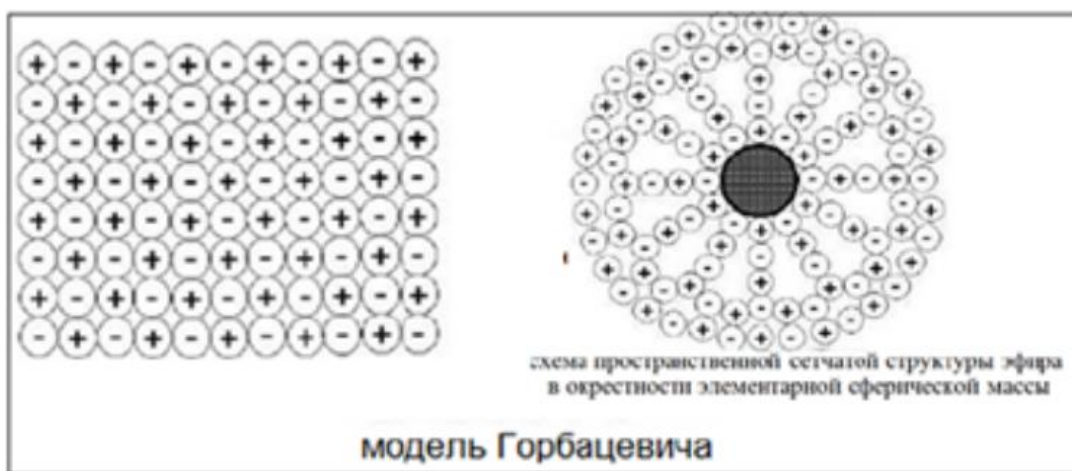 схема пространственной сетчатой структуры эфира
в окрестности элементарной сферической массы
модель Горбацевича